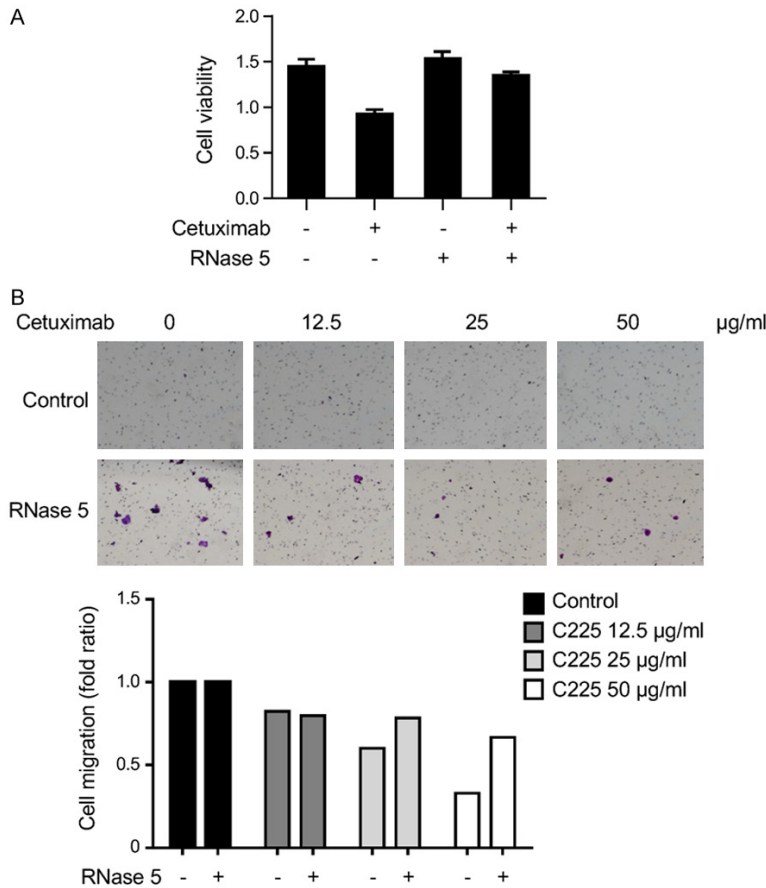 A
2.0
1.5
1.0
0.5
0.0
Cell viability
Cetuximab - + - +
RNase 5 - - + +
B
Cetuximab 0 12.5 25 50 µg/ml
Control
RNase 5
1.5
1.0
0.5
0
Cell migration (fold ratio)
Control
C225 12.5 µg/ml
C225 25 µg/ml
C225 50 µg/ml
RNase 5 - + - + - + - +